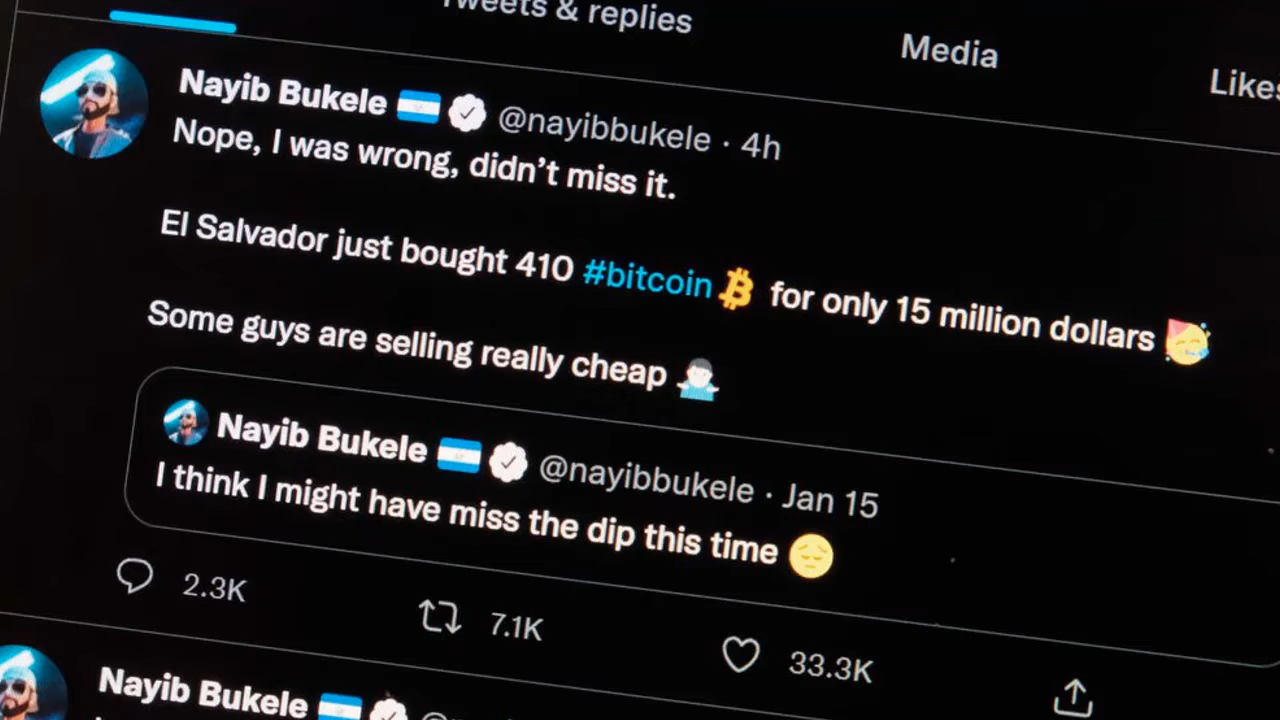 Tweets & replies
Media
Likes
Nayib Bukele @nayibbukele · 4h
Nope, I was wrong, didn’t miss it.
El Salvador just bought 410 #bitcoin for only 15 million dollars
Some guys are selling really cheap
Nayib Bukele @nayibbukele · Jan 15
I think I might have miss the dip this time
2.3K
7.1K
33.3K
Nayib Bukele